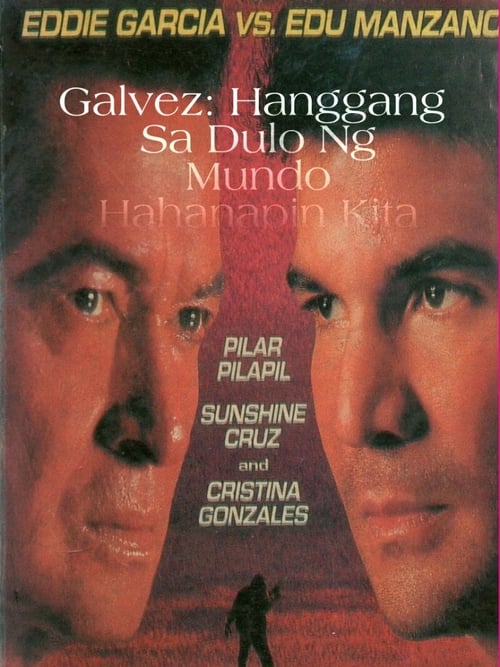 EDDIE GARCIA VS. EDU MANZANO
Galvez: Hanggang
Sa Dulo Ng
Mundo
Hahanapin Kita
PILAR
PILAPIL
SUNSHINE
CRUZ
and
CRISTINA
GONZALES